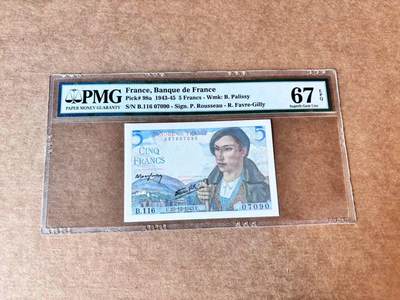 PMG
PAPER MONEY GUARANTY
France, Banque de France
Pick# 98a 1943-45 5 Francs - Wmk: B. Palissy
S/N B.116 07090 - Sign. P. Rousseau - R. Favre-Gilly
67 EPQ
Superb Gem Unc
5
5
CINQ
FRANCS
B.116
07090